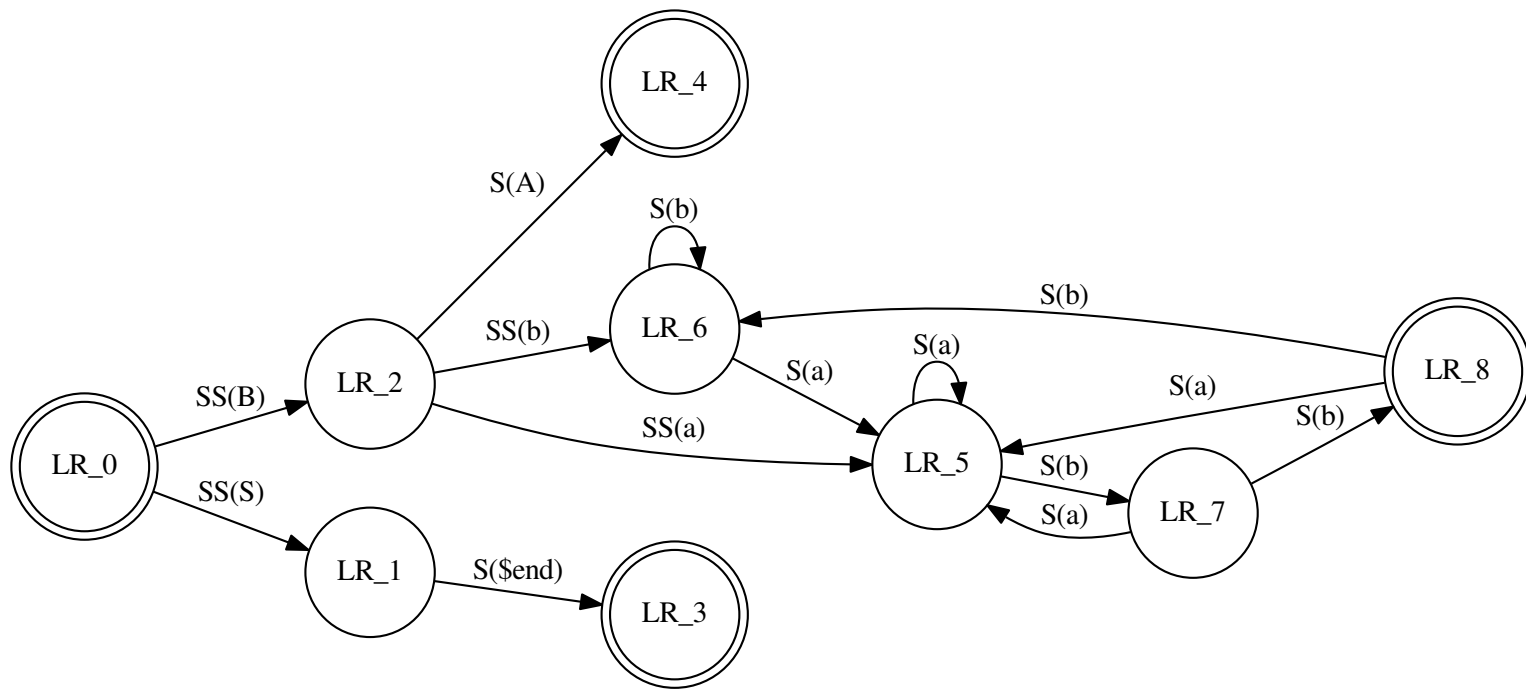 LR_4
S(A)
S(b)
LR_6
SS(b)
S(b)
LR_8
S(a)
S(a)
S(a)
S(b)
LR_2
SS(B)
SS(a)
LR_0
LR_5
S(b)
LR_7
S(a)
SS(S)
LR_1
S($end)
LR_3